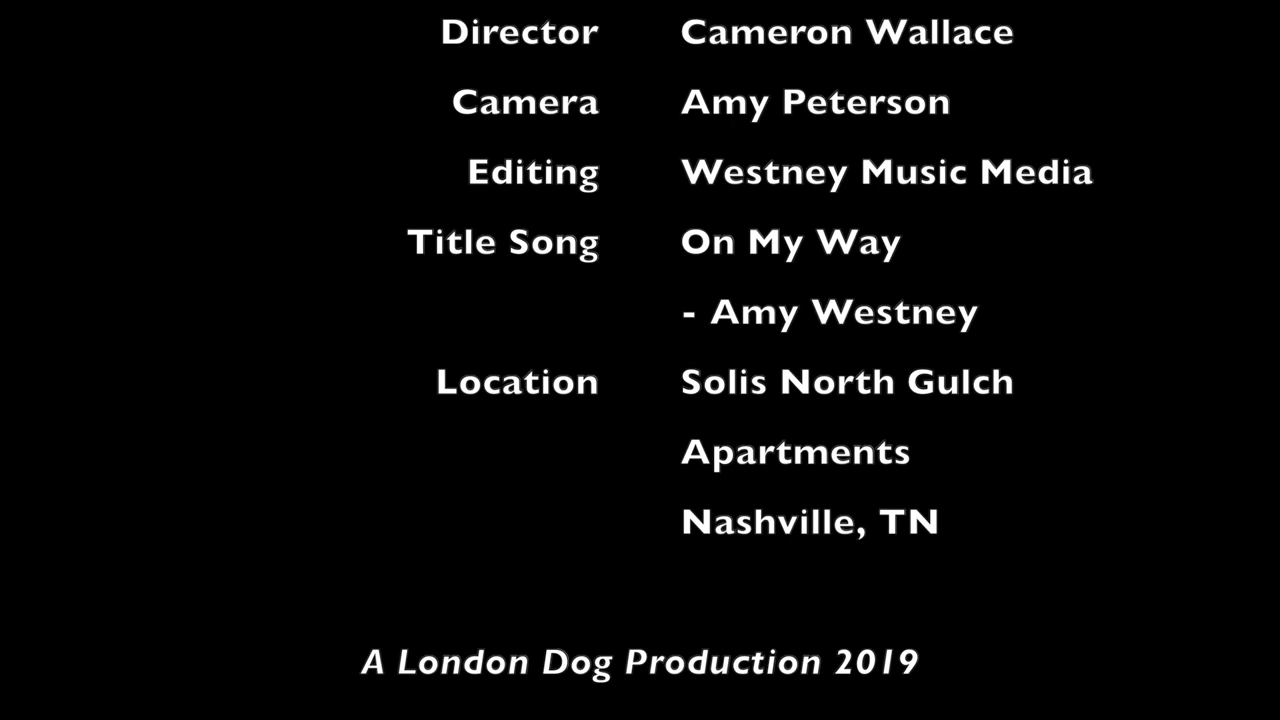 Director Cameron Wallace
Camera Amy Peterson
Editing Westney Music Media
Title Song On My Way
- Amy Westney
Location Solis North Gulch
Apartments
Nashville, TN
A London Dog Production 2019